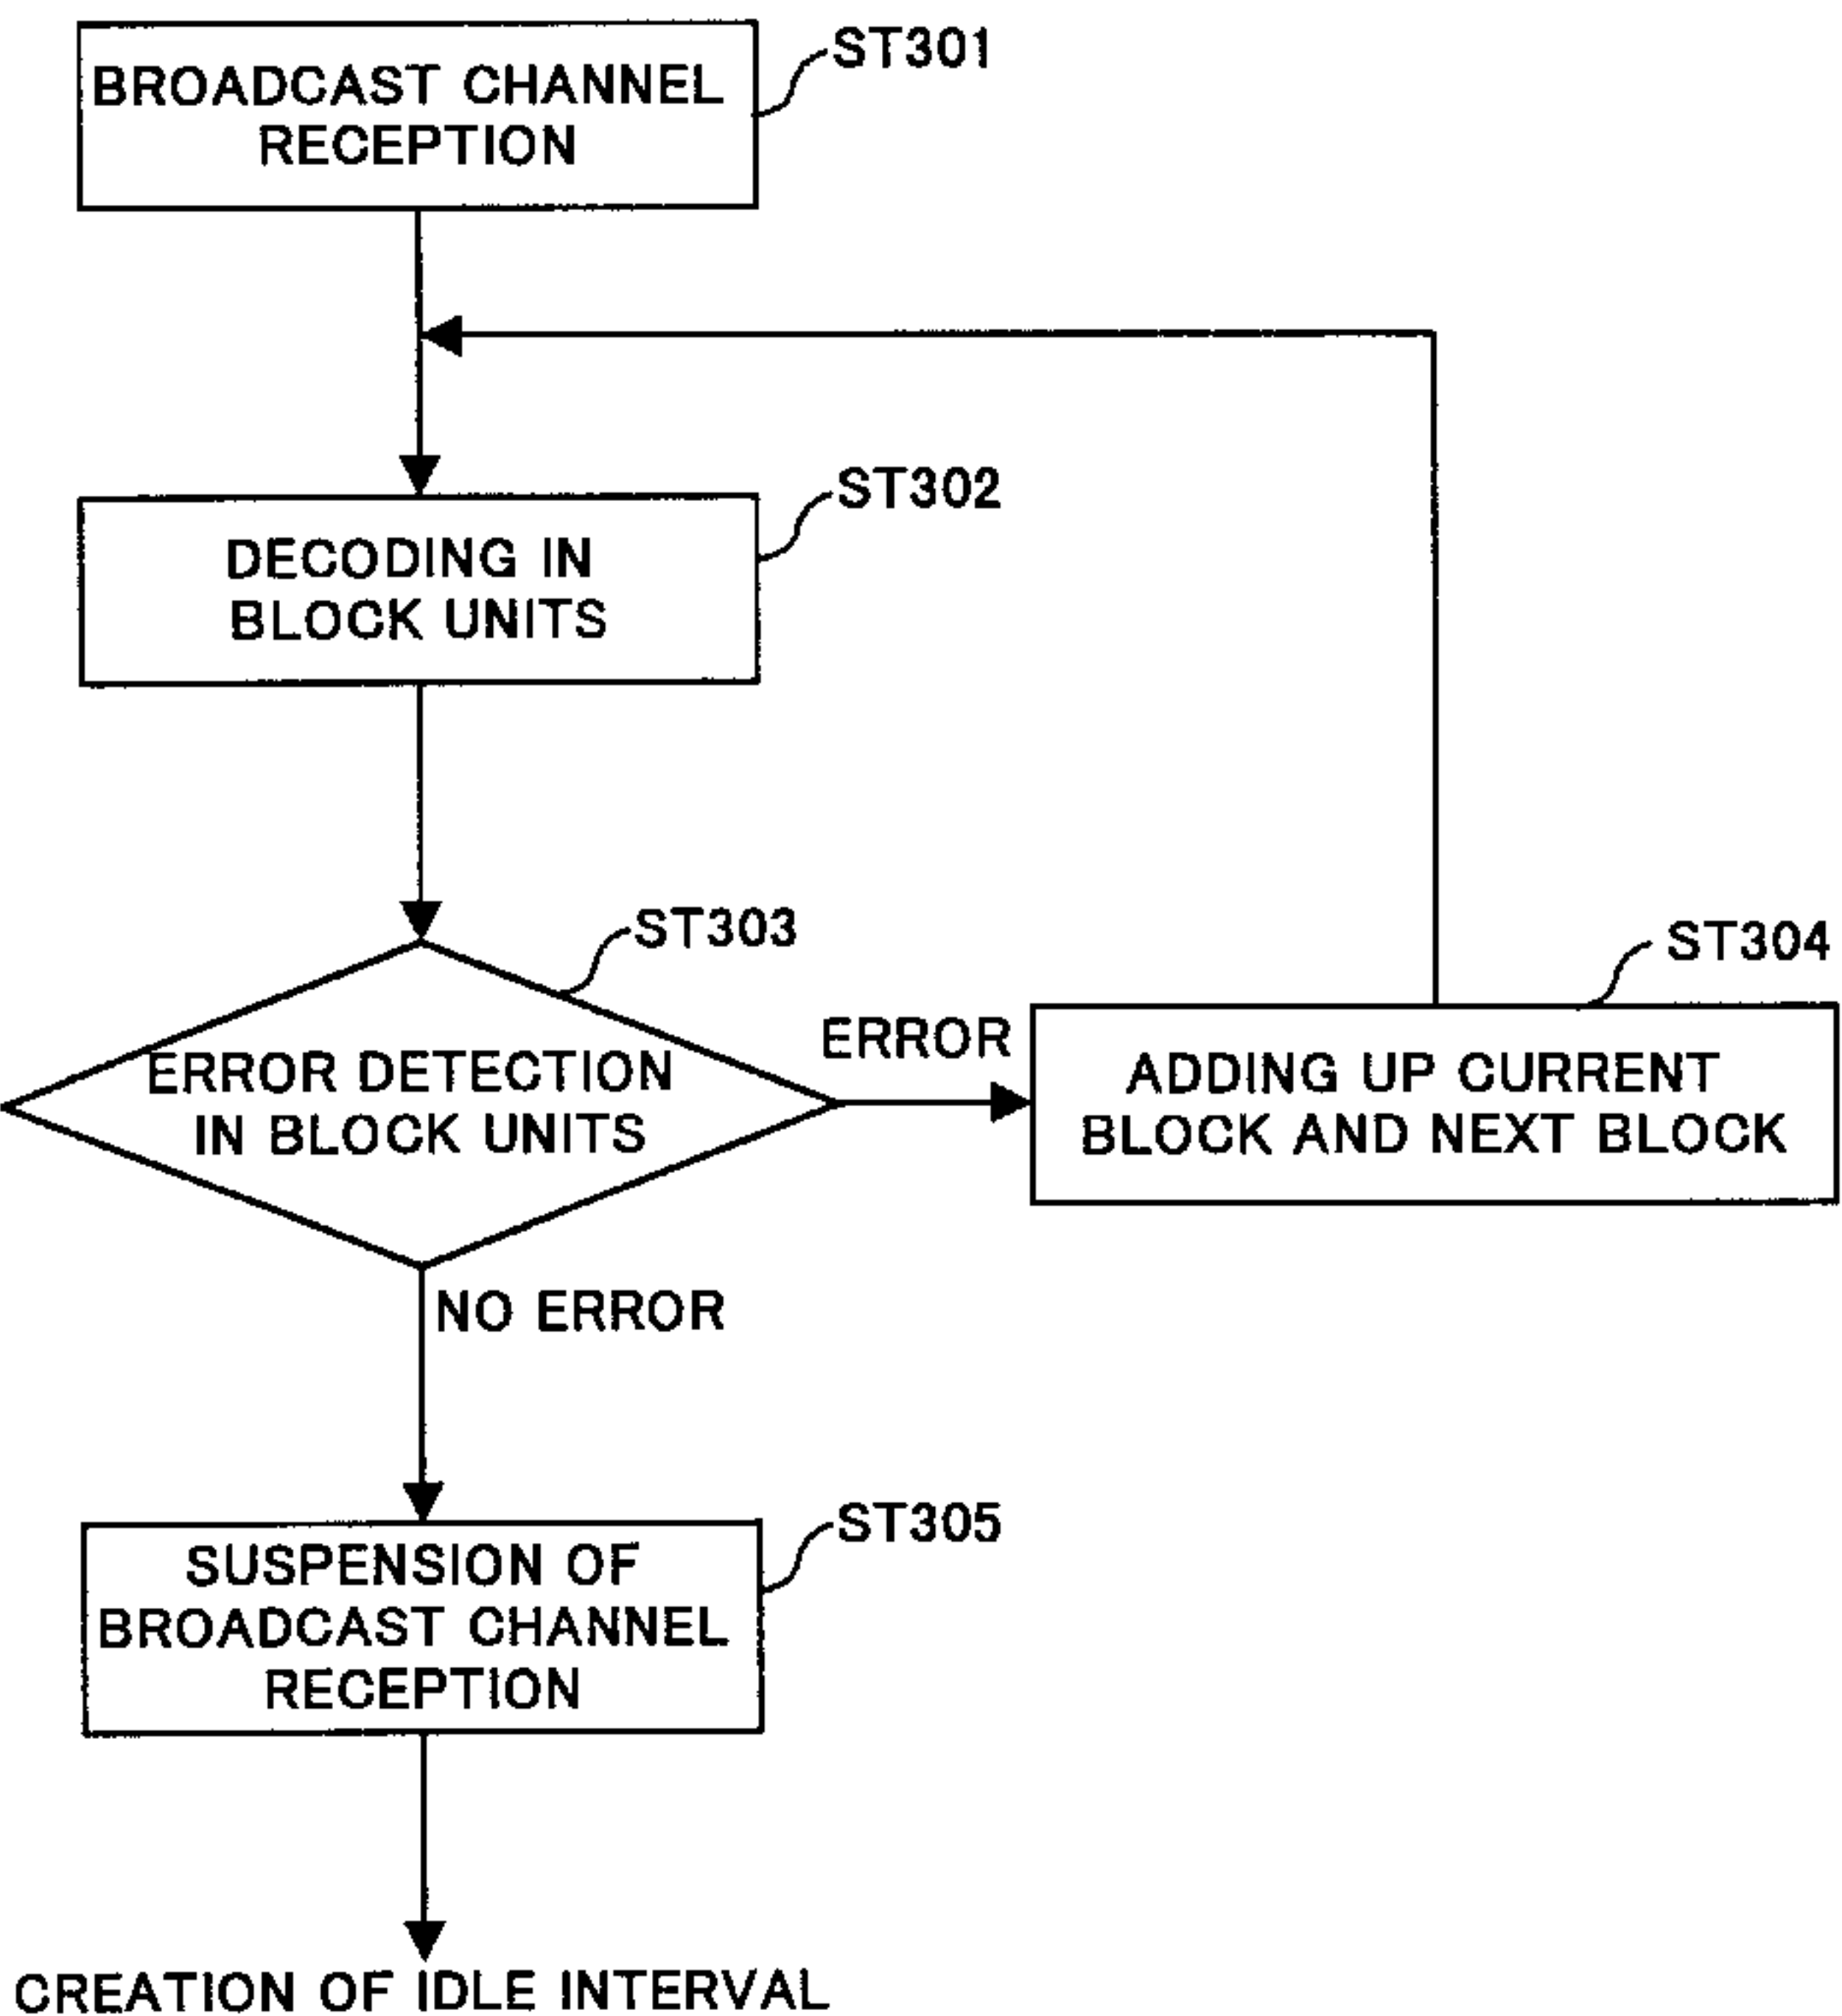 ST301
BROADCAST CHANNEL
RECEPTION
ST302
DECODING IN
BLOCK UNITS
ST303
ERROR DETECTION
IN BLOCK UNITS
ERROR
ST304
ADDING UP CURRENT
BLOCK AND NEXT BLOCK
NO ERROR
ST305
SUSPENSION OF
BROADCAST CHANNEL
RECEPTION
CREATION OF IDLE INTERVAL